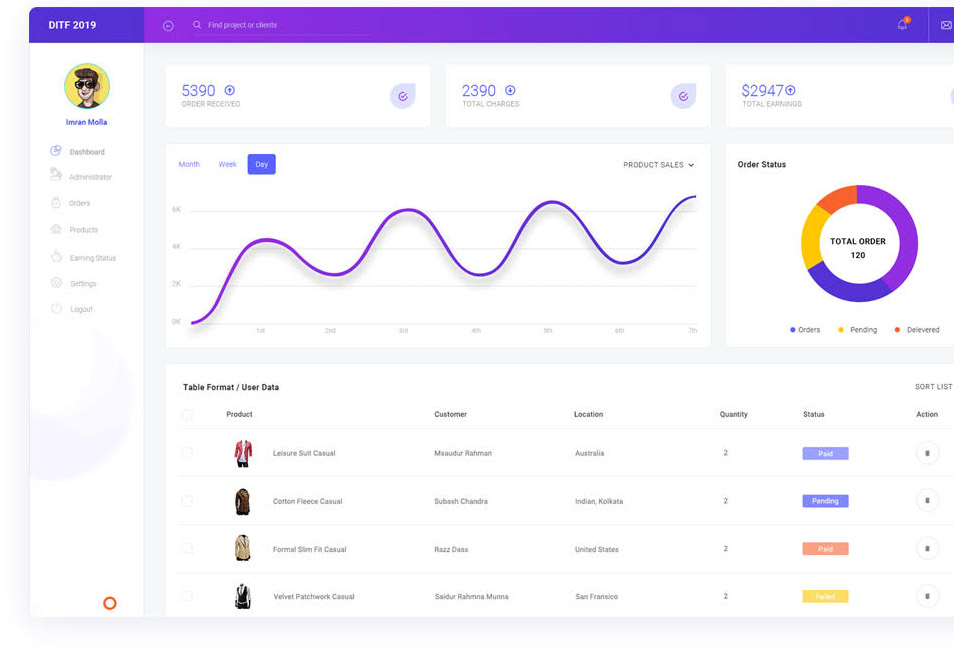 DITF 2019
Find project or clients
Imran Molla
Dashboard
Administrator
Orders
Products
Earning Status
Settings
Logout
5390
ORDER RECEIVED
2390
TOTAL CHARGES
$2947
TOTAL EARNINGS
Month Week Day
PRODUCT SALES
6K
4K
2K
0K
1st 2nd 3rd 4th 5th 6th 7th
Order Status
TOTAL ORDER
120
Orders Pending Delevered
Table Format / User Data
SORT LIST
Product Customer Location Quantity Status Action
Leisure Suit Casual Msaudur Rahman Australia 2 Paid
Cotton Fleece Casual Subash Chandra Indian, Kolkata 2 Pending
Formal Slim Fit Casual Razz Dass United States 2 Paid
Velvet Patchwork Casual Saidur Rahmna Munna San Fransico 2 Failed